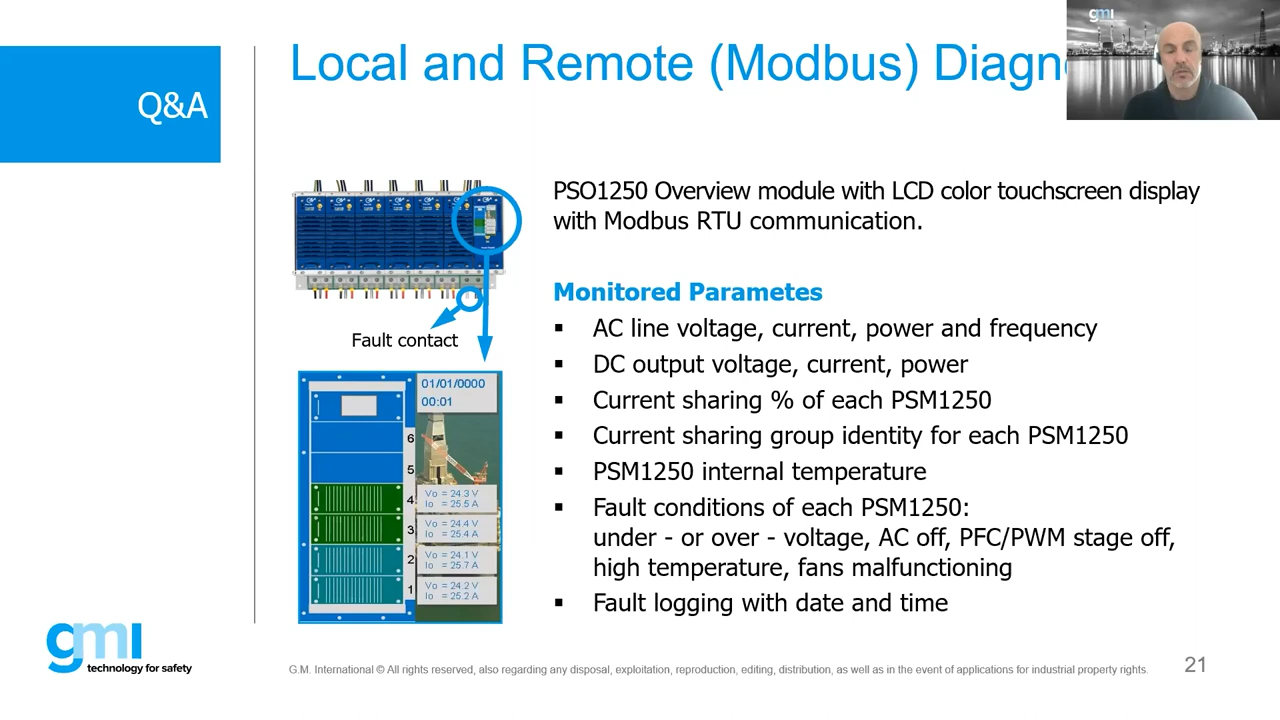 gmi
Local and Remote (Modbus) Diagn
Q&A
PSO1250 Overview module with LCD color touchscreen display
with Modbus RTU communication.
Monitored Parametes
▪ AC line voltage, current, power and frequency
▪ DC output voltage, current, power
▪ Current sharing % of each PSM1250
▪ Current sharing group identity for each PSM1250
▪ PSM1250 internal temperature
▪ Fault conditions of each PSM1250:
under - or over - voltage, AC off, PFC/PWM stage off,
high temperature, fans malfunctioning
▪ Fault logging with date and time
Fault contact
01/01/0000
00:01
6
5
4
Vo = 24.3 V
Io = 25.5 A
3
Vo = 24.4 V
Io = 25.4 A
2
Vo = 24.1 V
Io = 25.7 A
1
Vo = 24.2 V
Io = 25.2 A
gmi
technology for safety
G.M. International © All rights reserved, also regarding any disposal, exploitation, reproduction, editing, distribution, as well as in the event of applications for industrial property rights.
21